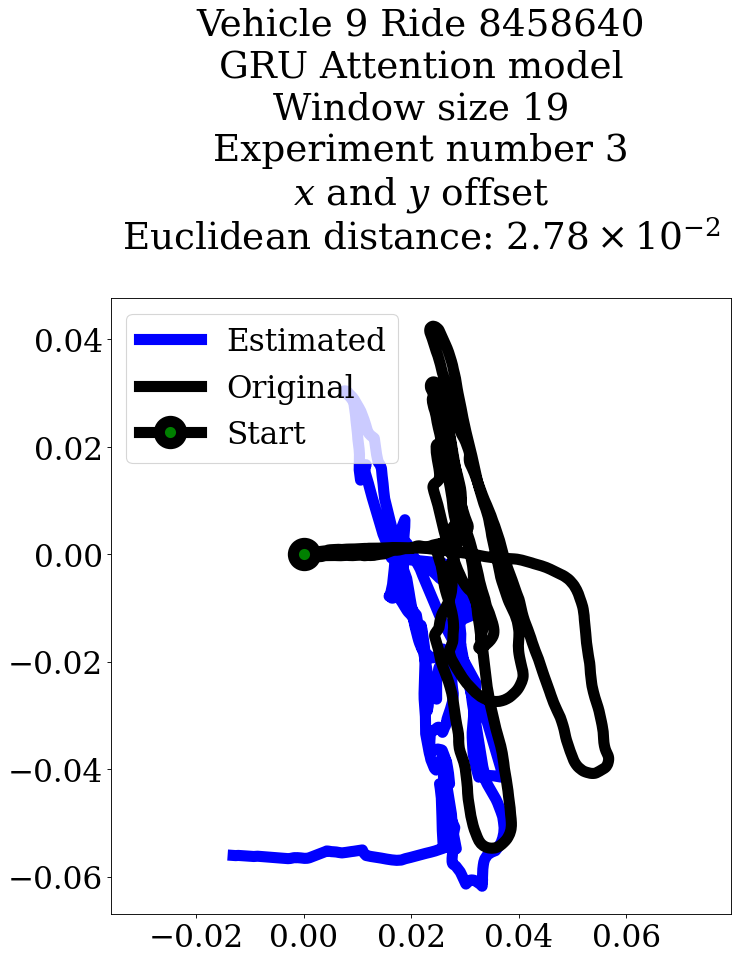 Vehicle 9 Ride 8458640
GRU Attention model
Window size 19
Experiment number 3
x and y offset
Euclidean distance: 2.78 × 10⁻²
Estimated
Original
Start
0.04
0.02
0.00
−0.02
−0.04
−0.06
−0.02 0.00 0.02 0.04 0.06